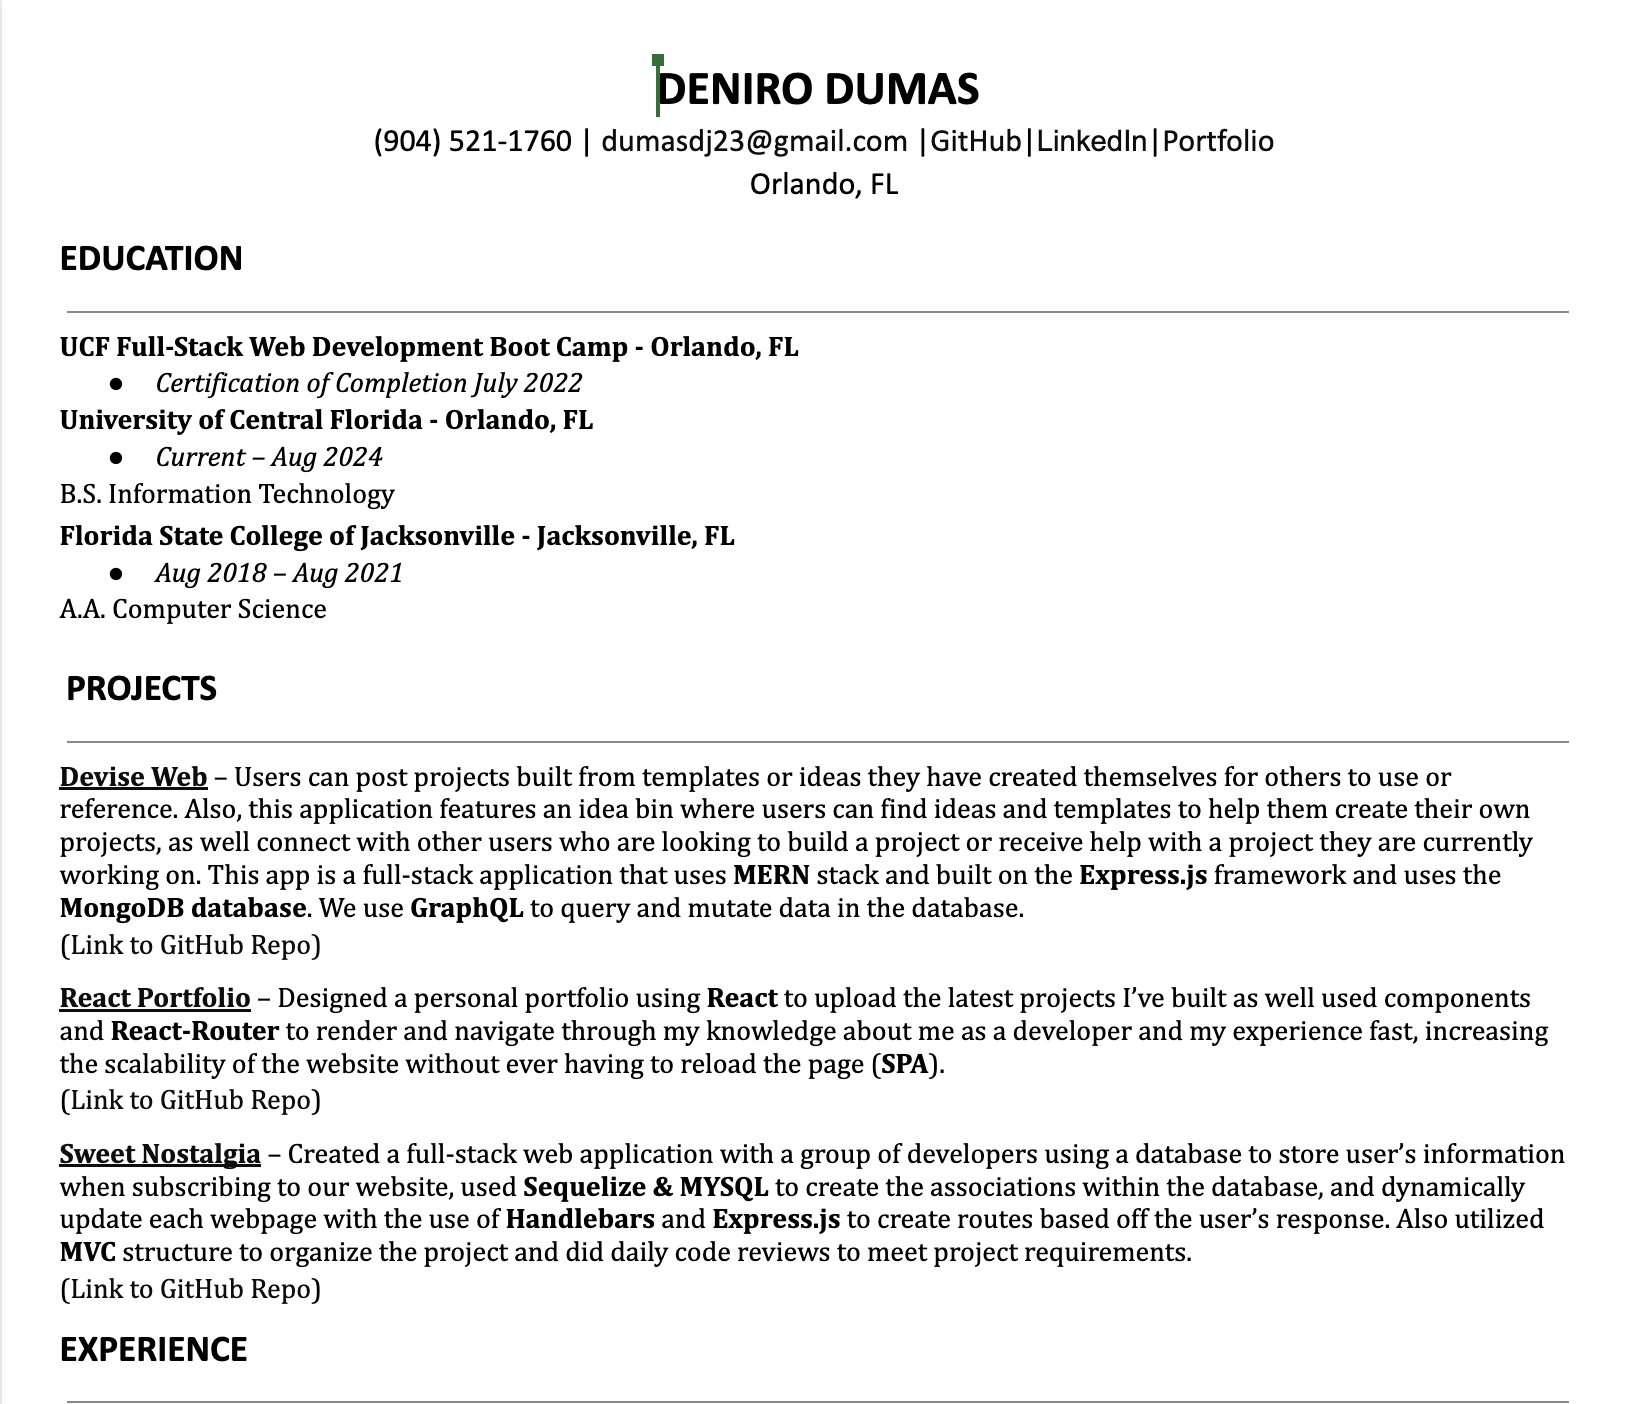 DENIRO DUMAS
(904) 521-1760 | dumasdj23@gmail.com |GitHub|LinkedIn|Portfolio
Orlando, FL
EDUCATION
UCF Full-Stack Web Development Boot Camp - Orlando, FL
● Certification of Completion July 2022
University of Central Florida - Orlando, FL
● Current – Aug 2024
B.S. Information Technology
Florida State College of Jacksonville - Jacksonville, FL
● Aug 2018 – Aug 2021
A.A. Computer Science
PROJECTS
Devise Web – Users can post projects built from templates or ideas they have created themselves for others to use or
reference. Also, this application features an idea bin where users can find ideas and templates to help them create their own
projects, as well connect with other users who are looking to build a project or receive help with a project they are currently
working on. This app is a full-stack application that uses MERN stack and built on the Express.js framework and uses the
MongoDB database. We use GraphQL to query and mutate data in the database.
(Link to GitHub Repo)
React Portfolio – Designed a personal portfolio using React to upload the latest projects I’ve built as well used components
and React-Router to render and navigate through my knowledge about me as a developer and my experience fast, increasing
the scalability of the website without ever having to reload the page (SPA).
(Link to GitHub Repo)
Sweet Nostalgia – Created a full-stack web application with a group of developers using a database to store user’s information
when subscribing to our website, used Sequelize & MYSQL to create the associations within the database, and dynamically
update each webpage with the use of Handlebars and Express.js to create routes based off the user’s response. Also utilized
MVC structure to organize the project and did daily code reviews to meet project requirements.
(Link to GitHub Repo)
EXPERIENCE